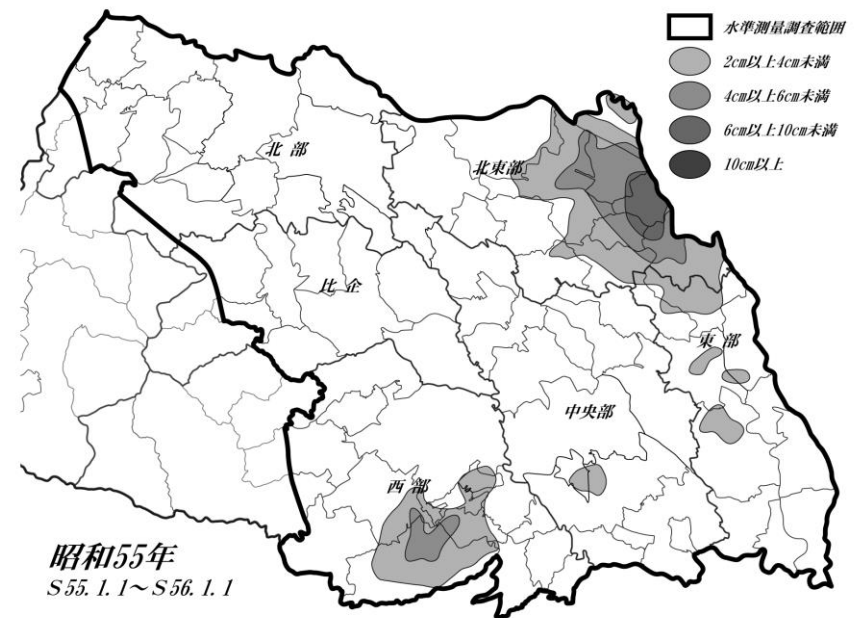 水準測量調査範囲
2cm以上4cm未満
4cm以上6cm未満
6cm以上10cm未満
10cm以上
北部
北東部
比企
東部
中央部
西部
昭和55年
S55.1.1～S56.1.1